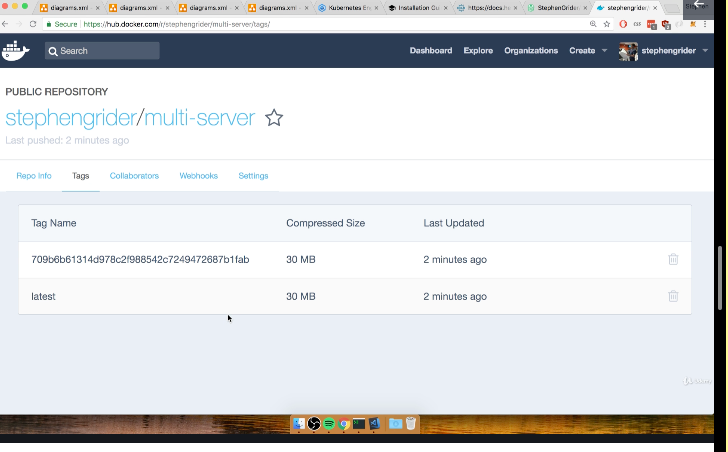 diagrams.xml
diagrams.xml
diagrams.xml
diagrams.xml
Kubernetes En
Installation Gu
https://docs.he
StephenGrider/
stephengrider/
Secure
https://hub.docker.com/r/stephengrider/multi-server/tags/
Search
Dashboard
Explore
Organizations
Create
stephengrider
PUBLIC REPOSITORY
stephengrider/multi-server
Last pushed: 2 minutes ago
Repo Info
Tags
Collaborators
Webhooks
Settings
Tag Name
Compressed Size
Last Updated
709b6b61314d978c2f988542c7249472687b1fab
30 MB
2 minutes ago
latest
30 MB
2 minutes ago